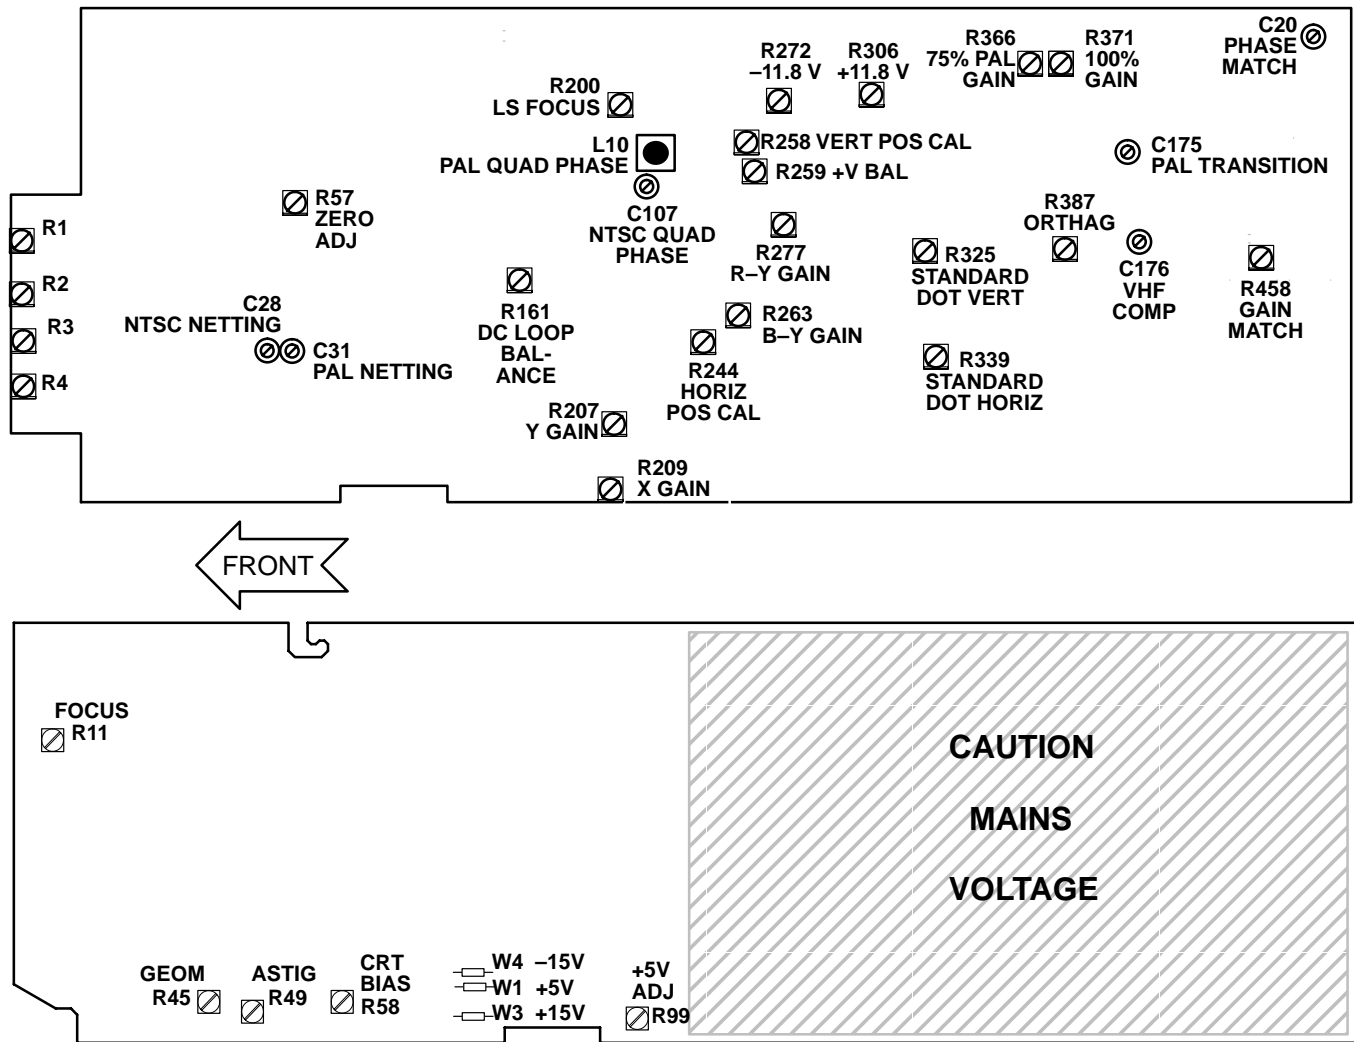 C20
PHASE
MATCH
R366
75% PAL
GAIN
R371
100%
GAIN
R272
–11.8 V
R306
+11.8 V
R200
LS FOCUS
L10
PAL QUAD PHASE
R258 VERT POS CAL
R259 +V BAL
C175
PAL TRANSITION
R57
ZERO
ADJ
C107
NTSC QUAD
PHASE
R387
ORTHAG
R1
R2
R3
R4
R277
R–Y GAIN
R325
STANDARD
DOT VERT
C176
VHF
COMP
R458
GAIN
MATCH
C28
NTSC NETTING
C31
PAL NETTING
R161
DC LOOP
BAL-
ANCE
R263
B–Y GAIN
R244
HORIZ
POS CAL
R339
STANDARD
DOT HORIZ
R207
Y GAIN
R209
X GAIN
FRONT
FOCUS
R11
CAUTION
MAINS
VOLTAGE
GEOM
R45
ASTIG
R49
CRT
BIAS
R58
W4 –15V
W1 +5V
W3 +15V
+5V
ADJ
R99